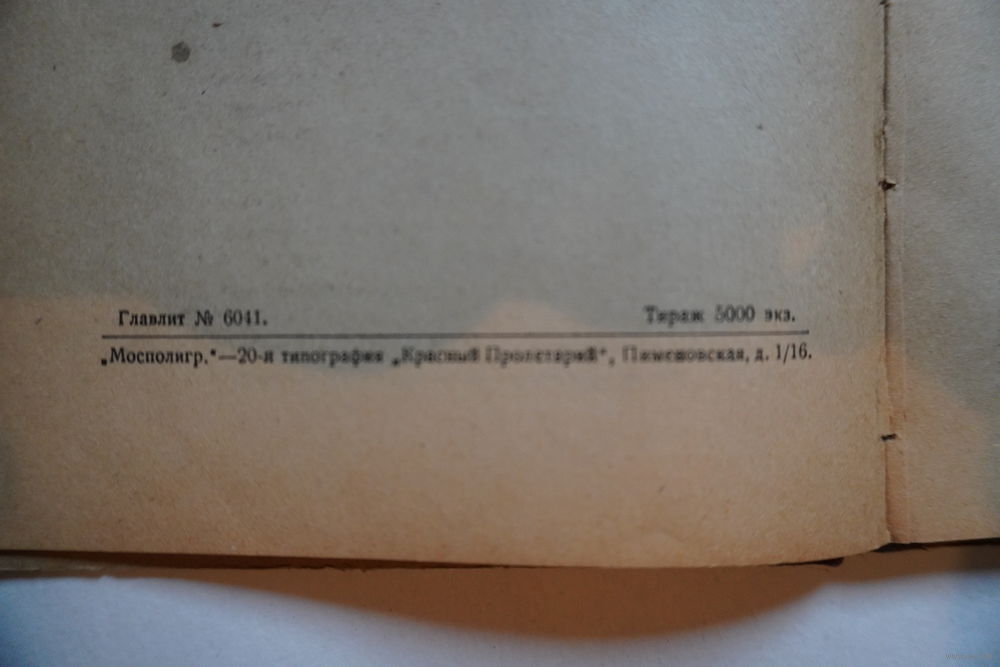 Главлит № 6041. Тираж 5000 экз.
„Мосполигр.“—20-я типография „Красный Пролетарий“, Пименовская, д. 1/16.